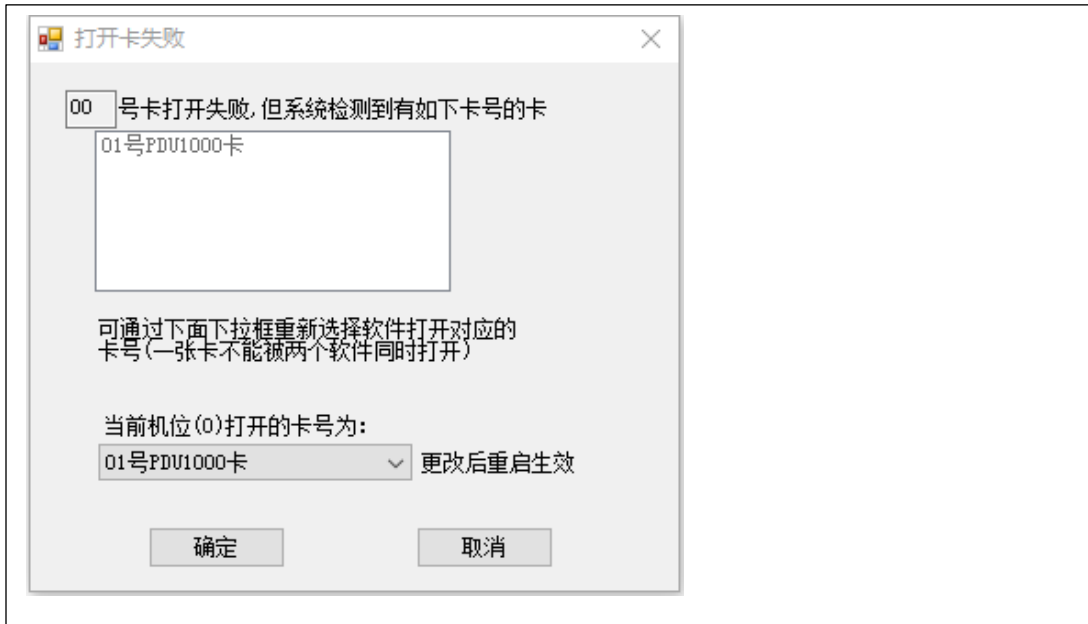 打开卡失败
00 号卡打开失败,但系统检测到有如下卡号的卡
01号PDV1000卡
可通过下面下拉框重新选择软件打开对应的
卡号(一张卡不能被两个软件同时打开)
当前机位(0)打开的卡号为:
01号PDV1000卡 更改后重启生效
确定 取消